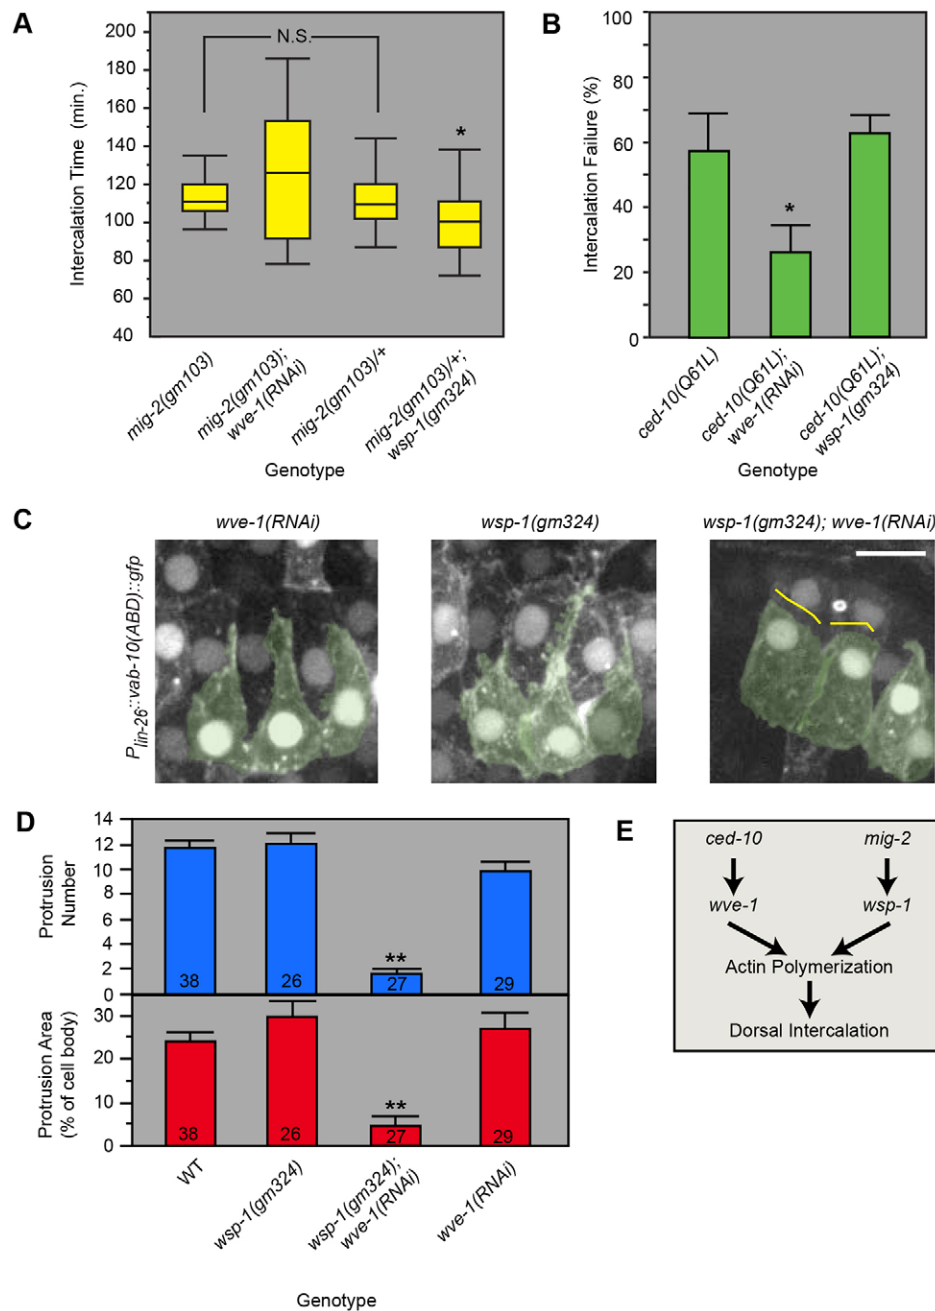 A
N.S.
*
Intercalation Time (min.)
200
180
160
140
120
100
80
60
40
mig-2(gm103)
mig-2(gm103);
wve-1(RNAi)
mig-2(gm103)/+
mig-2(gm103)/+;
wsp-1(gm324)
Genotype
B
*
Intercalation Failure (%)
100
80
60
40
20
0
ced-10(Q61L)
ced-10(Q61L);
wve-1(RNAi)
ced-10(Q61L);
wsp-1(gm324)
Genotype
C
wve-1(RNAi)
wsp-1(gm324)
wsp-1(gm324); wve-1(RNAi)
Plin-26::vab-10(ABD)::gfp
D
Protrusion
Number
14
12
10
8
6
4
2
0
38
26
**
27
29
Protrusion Area
(% of cell body)
30
20
10
0
38
26
**
27
29
WT
wsp-1(gm324)
wsp-1(gm324);
wve-1(RNAi)
wve-1(RNAi)
Genotype
E
ced-10
mig-2
wve-1
wsp-1
Actin Polymerization
Dorsal Intercalation